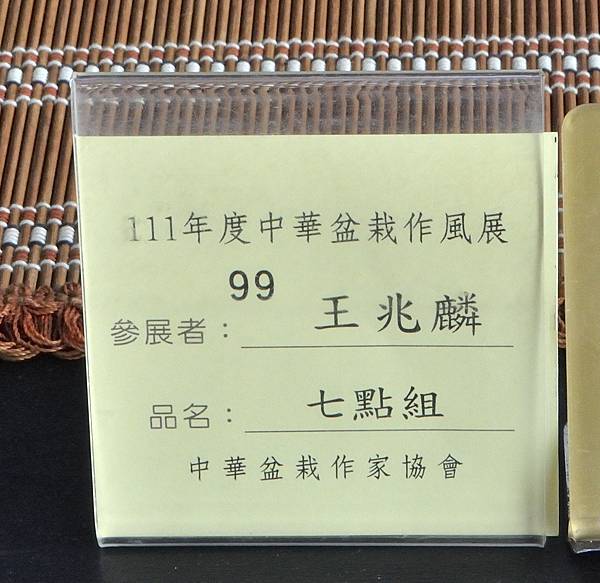 111年度中華盆栽作風展
99
參展者：王兆麟
品名：七點組
中華盆栽作家協會